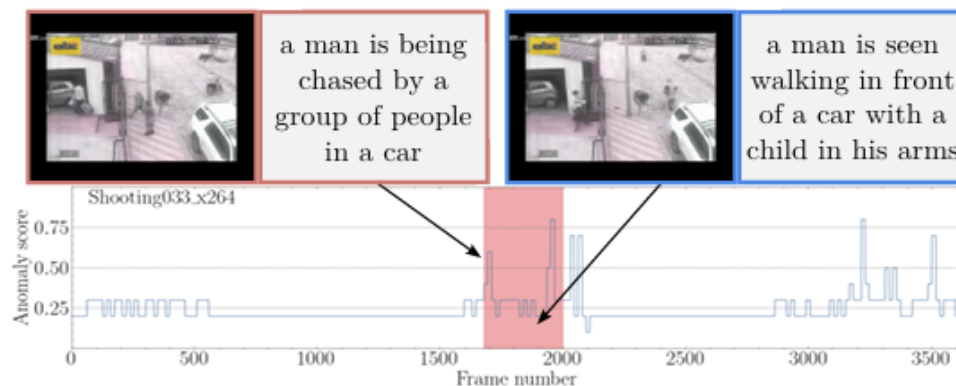 a man is being
chased by a
group of people
in a car
a man is seen
walking in front
of a car with a
child in his arms
Shooting033_x264
Anomaly score
0.75
0.50
0.25
0
500
1000
1500
2000
2500
3000
3500
Frame number